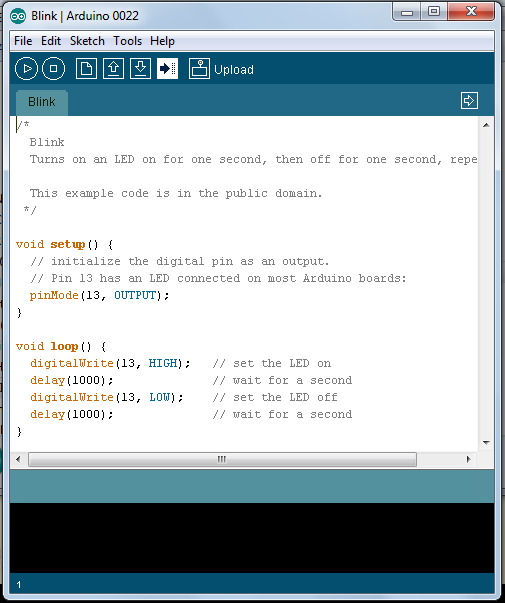 Blink | Arduino 0022
File Edit Sketch Tools Help
Upload
Blink
/*
  Blink
  Turns on an LED on for one second, then off for one second, repe

  This example code is in the public domain.
 */

void setup() {
  // initialize the digital pin as an output.
  // Pin 13 has an LED connected on most Arduino boards:
  pinMode(13, OUTPUT);
}

void loop() {
  digitalWrite(13, HIGH);   // set the LED on
  delay(1000);              // wait for a second
  digitalWrite(13, LOW);    // set the LED off
  delay(1000);              // wait for a second
}
1